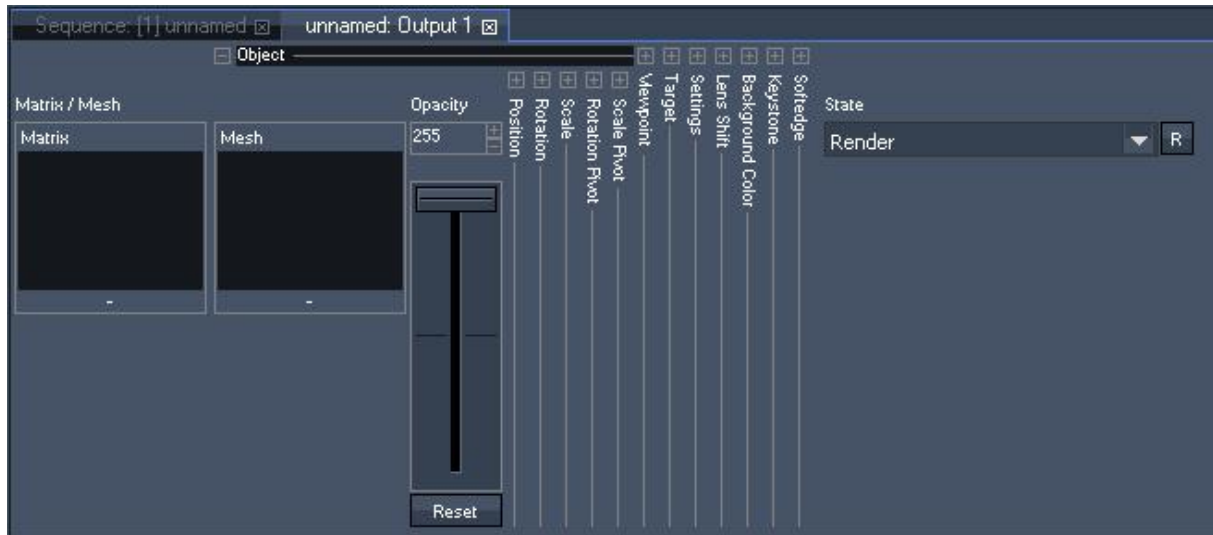 Sequence: [1] unnamed
unnamed: Output 1
Object
Matrix / Mesh
Matrix
-
Mesh
-
Opacity
255
Reset
Position
Rotation
Scale
Rotation Pivot
Scale Pivot
Viewpoint
Target
Settings
Lens Shift
Background Color
Keystone
Softedge
State
Render
R